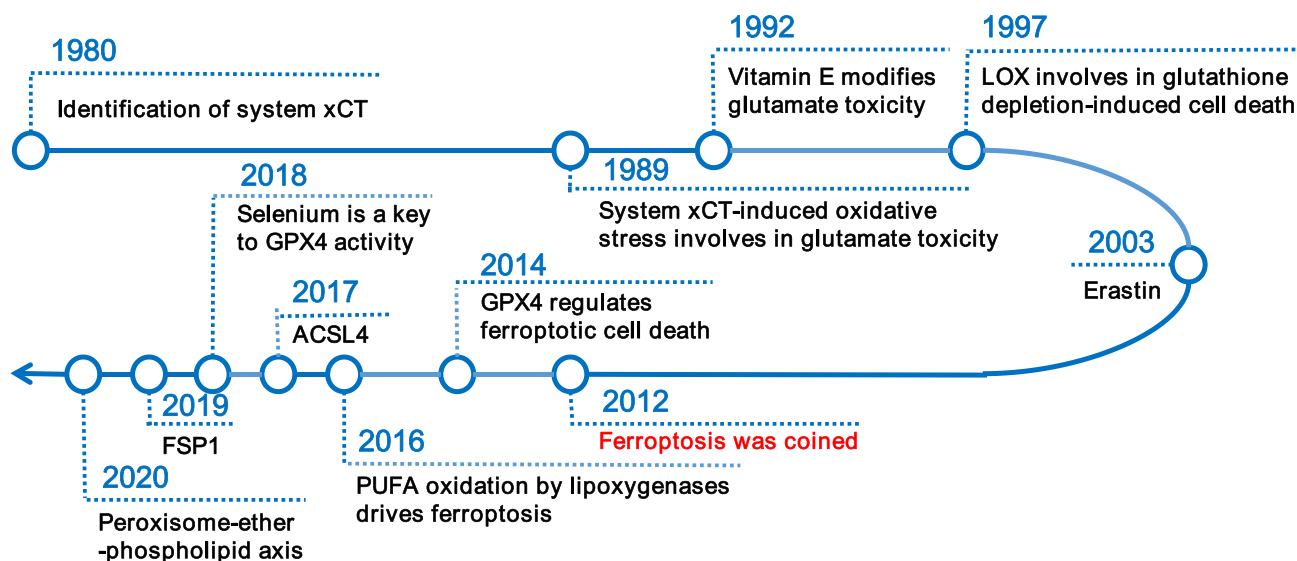 1980
Identification of system xCT
1989
System xCT-induced oxidative
stress involves in glutamate toxicity
1992
Vitamin E modifies
glutamate toxicity
1997
LOX involves in glutathione
depletion-induced cell death
2003
Erastin
2012
Ferroptosis was coined
2014
GPX4 regulates
ferroptotic cell death
2016
PUFA oxidation by lipoxygenases
drives ferroptosis
2017
ACSL4
2018
Selenium is a key
to GPX4 activity
2019
FSP1
2020
Peroxisome-ether
-phospholipid axis